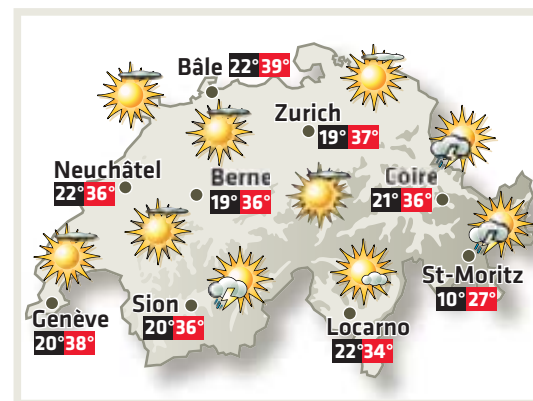 Bâle 22° 39°
Zurich
19° 37°
Neuchâtel
22° 36°
Berne
19° 36°
Coire
21° 36°
St-Moritz
10° 27°
Sion
20° 36°
Genève
20° 38°
Locarno
22° 34°